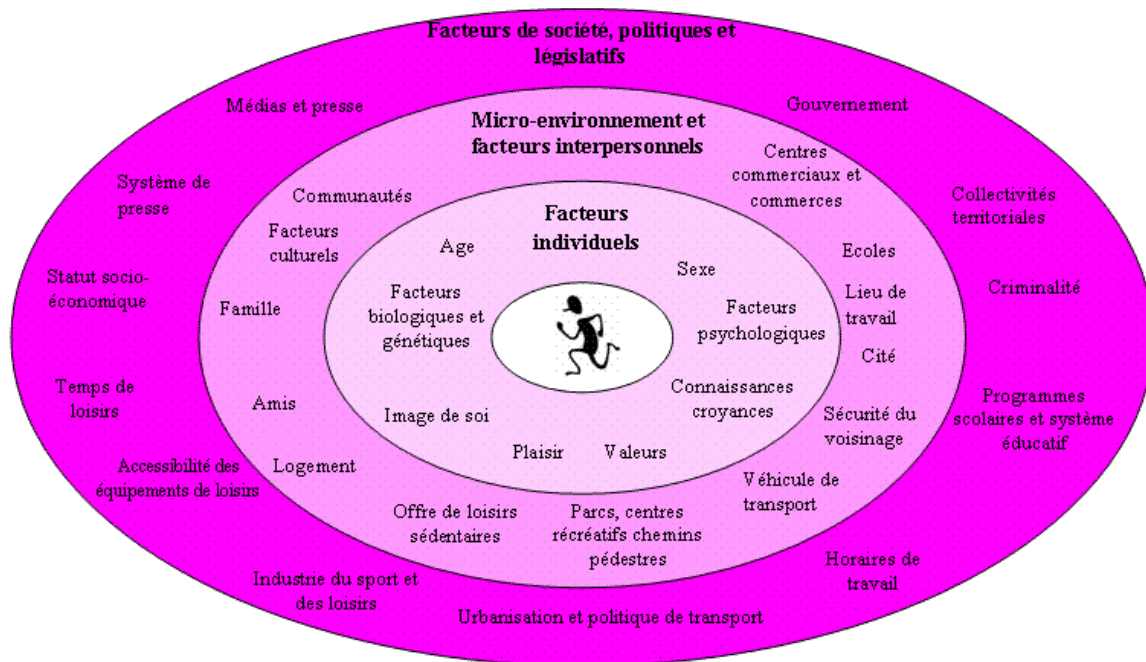 Facteurs de société, politiques et
législatifs
Médias et presse
Gouvernement
Système de
presse
Collectivités
territoriales
Statut socio-
économique
Criminalité
Temps de
loisirs
Programmes
scolaires et système
éducatif
Accessibilité des
équipements de loisirs
Horaires de
travail
Industrie du sport et
des loisirs
Urbanisation et politique de transport
Micro-environnement et
facteurs interpersonnels
Centres
commerciaux et
commerces
Communautés
Facteurs
culturels
Ecoles
Famille
Lieu de
travail
Cité
Amis
Sécurité du
voisinage
Logement
Véhicule de
transport
Offre de loisirs
sédentaires
Parcs, centres
récréatifs chemins
pédestres
Facteurs
individuels
Age
Sexe
Facteurs
biologiques et
génétiques
Facteurs
psychologiques
Image de soi
Connaissances
croyances
Plaisir
Valeurs